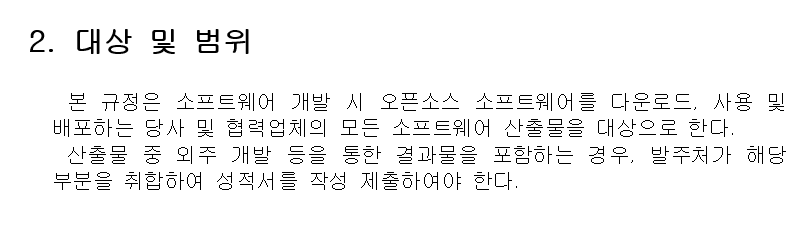 2. 대상 및 범위
본 규정은 소프트웨어 개발 시 오픈소스 소프트웨어를 다운로드, 사용 및
배포하는 당사 및 협력업체의 모든 소프트웨어 산출물을 대상으로 한다.
산출물 중 외주 개발 등을 통한 결과물을 포함하는 경우, 발주처가 해당
부분을 취합하여 성적서를 작성 제출하여야 한다.